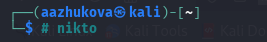 ┌──(aazhukova㉿kali)-[~]
└─$ # nikto